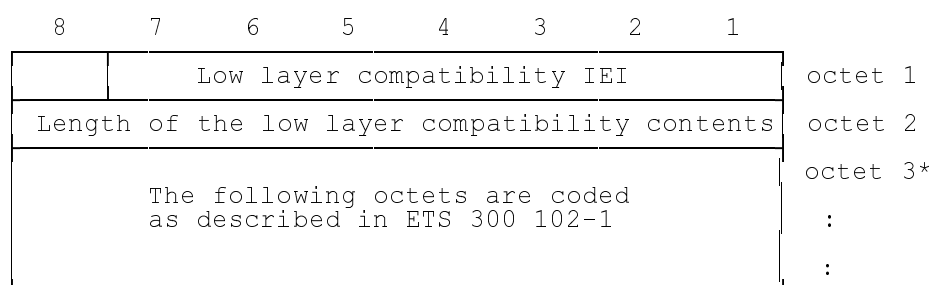 8 7 6 5 4 3 2 1
Low layer compatibility IEI octet 1
Length of the low layer compatibility contents octet 2
octet 3*
The following octets are coded
as described in ETS 300 102-1 :
: